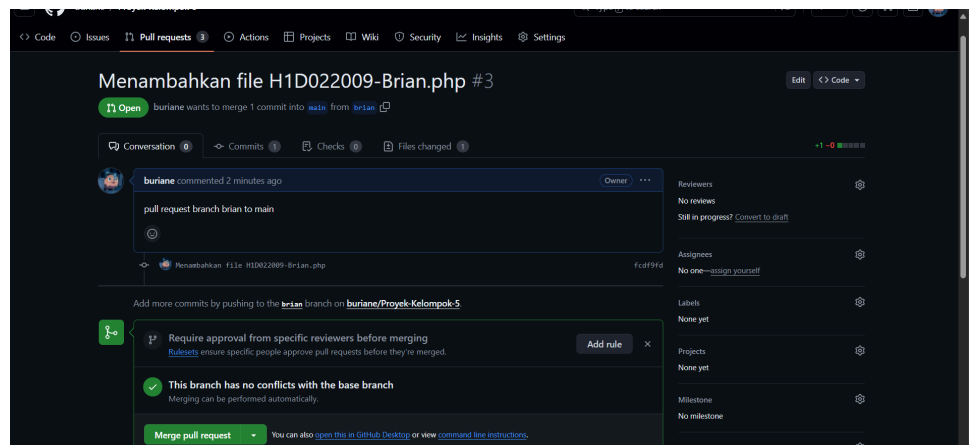 Code Issues Pull requests 3 Actions Projects Wiki Security Insights Settings
Menambahkan file H1D022009-Brian.php #3
Edit Code
Open buriane wants to merge 1 commit into main from brian
Conversation 0 Commits 1 Checks 0 Files changed 1 +1 −0
buriane commented 2 minutes ago Owner
pull request branch brian to main
Menambahkan file H1D022009-Brian.php fcdf9fd
Add more commits by pushing to the brian branch on buriane/Proyek-Kelompok-5.
Require approval from specific reviewers before merging
Rulesets ensure specific people approve pull requests before they're merged.
Add rule
This branch has no conflicts with the base branch
Merging can be performed automatically.
Merge pull request You can also open this in GitHub Desktop or view command line instructions.
Reviewers
No reviews
Still in progress? Convert to draft
Assignees
No one—assign yourself
Labels
None yet
Projects
None yet
Milestone
No milestone